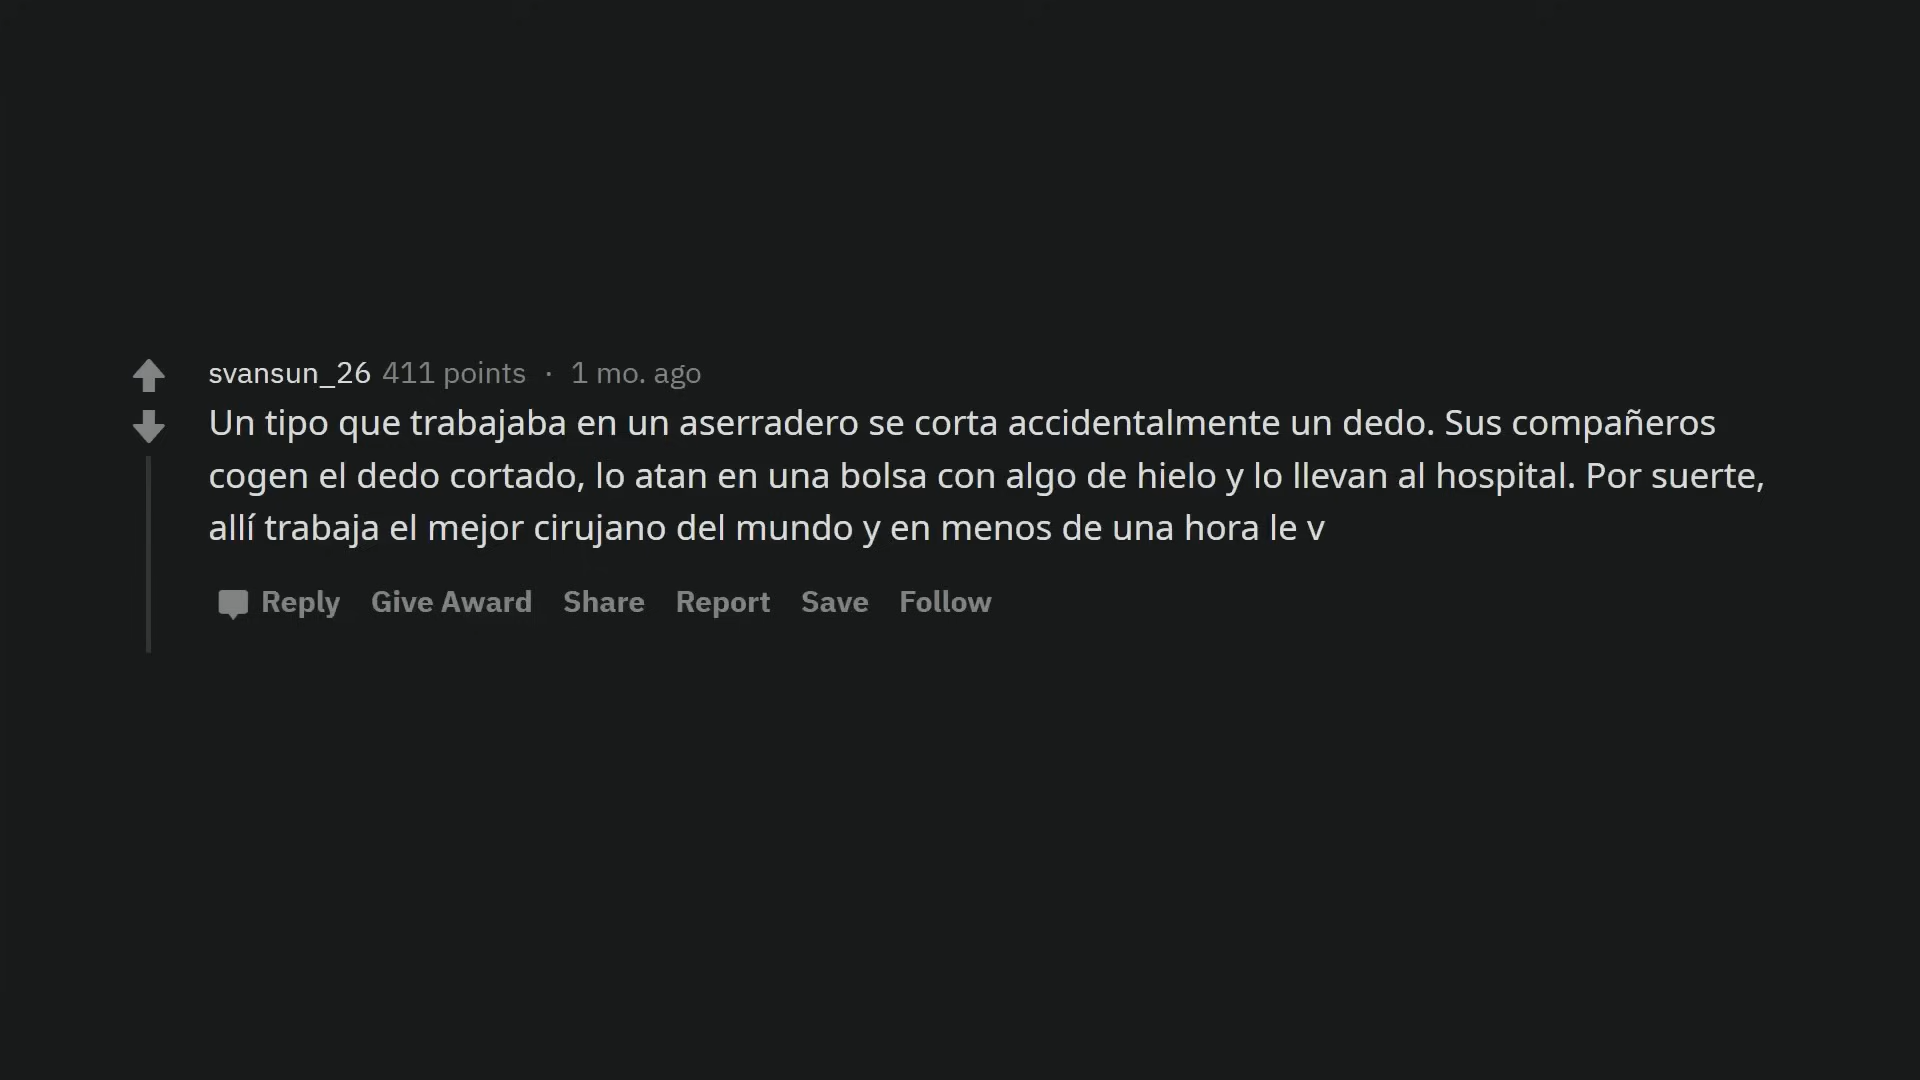 svansun_26 411 points · 1 mo. ago
Un tipo que trabajaba en un aserradero se corta accidentalmente un dedo. Sus compañeros
cogen el dedo cortado, lo atan en una bolsa con algo de hielo y lo llevan al hospital. Por suerte,
allí trabaja el mejor cirujano del mundo y en menos de una hora le v
Reply Give Award Share Report Save Follow